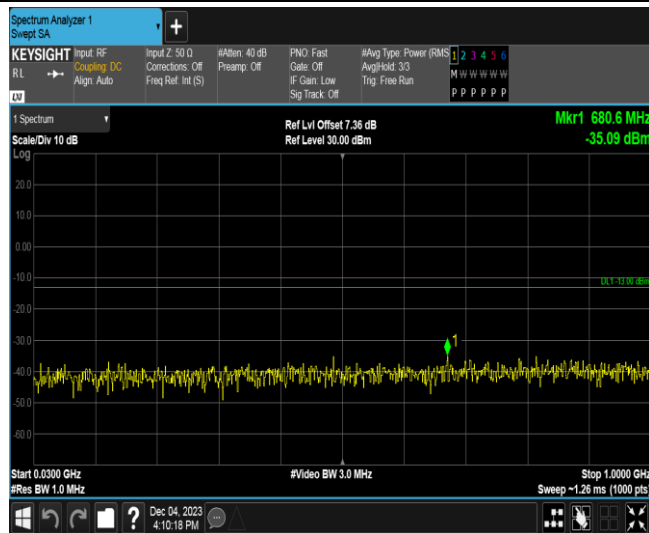 Spectrum Analyzer 1
Swept SA
+
KEYSIGHT
RL
LXI
Input: RF
Coupling: DC
Align: Auto
Input Z: 50 Ω
Corrections: Off
Freq Ref: Int (S)
#Atten: 40 dB
Preamp: Off
PNO: Fast
Gate: Off
IF Gain: Low
Sig Track: Off
#Avg Type: Power (RMS
Avg|Hold: 3/3
Trig: Free Run
1 2 3 4 5 6
M W W W W W
P P P P P P
1 Spectrum
Scale/Div 10 dB
Log
Ref Lvl Offset 7.36 dB
Ref Level 30.00 dBm
Mkr1 680.6 MHz
-35.09 dBm
20.0
10.0
0.00
-10.0
DL1 -13.00 dBm
-20.0
-30.0
1
-40.0
-50.0
-60.0
Start 0.0300 GHz
#Video BW 3.0 MHz
Stop 1.0000 GHz
#Res BW 1.0 MHz
Sweep ~1.26 ms (1000 pts)
?
Dec 04, 2023
4:10:18 PM